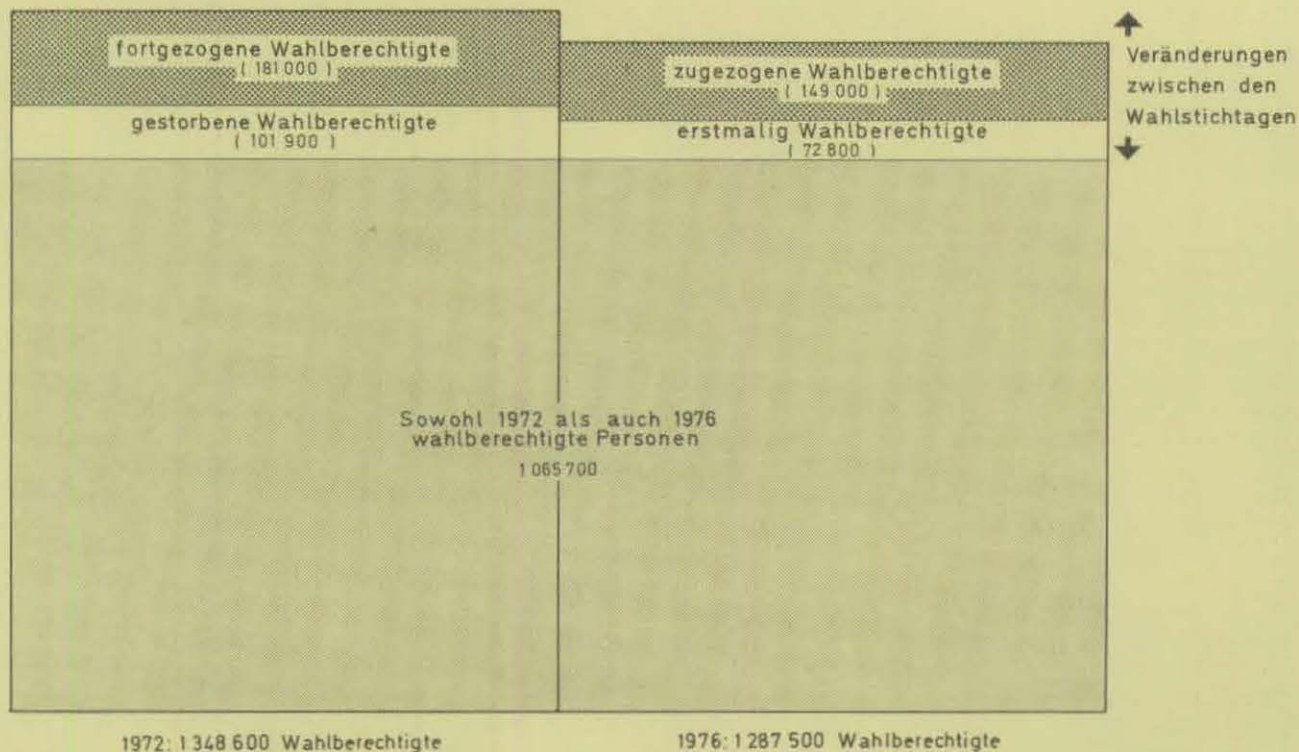 fortgezogene Wahlberechtigte
( 181 000 )
gestorbene Wahlberechtigte
( 101 900 )
zugezogene Wahlberechtigte
( 149 000 )
erstmalig Wahlberechtigte
( 72 800 )
Veränderungen
zwischen den
Wahlstichtagen
Sowohl 1972 als auch 1976
wahlberechtigte Personen
1 065 700
1972: 1 348 600 Wahlberechtigte
1976: 1 287 500 Wahlberechtigte